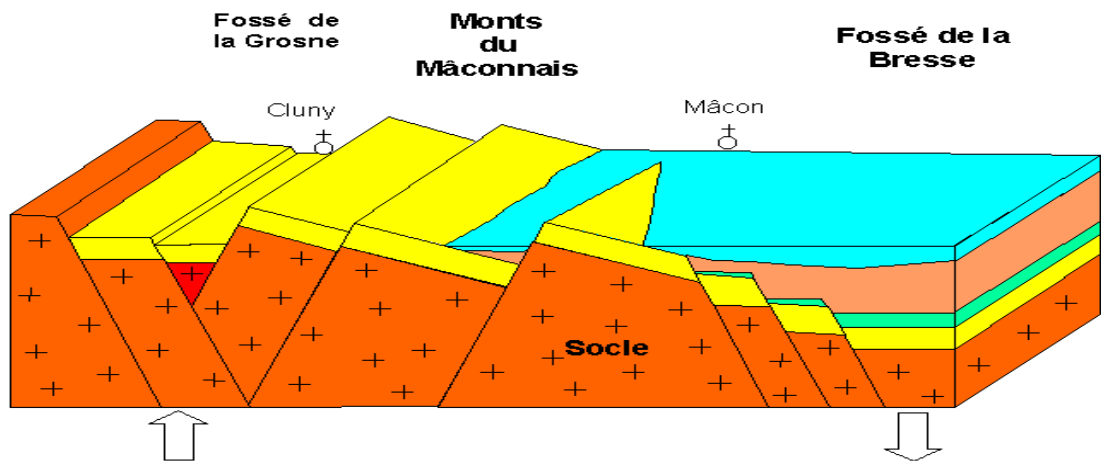 Fossé de
la Grosne
Monts
du
Mâconnais
Fossé de la
Bresse
Cluny
Mâcon
Socle